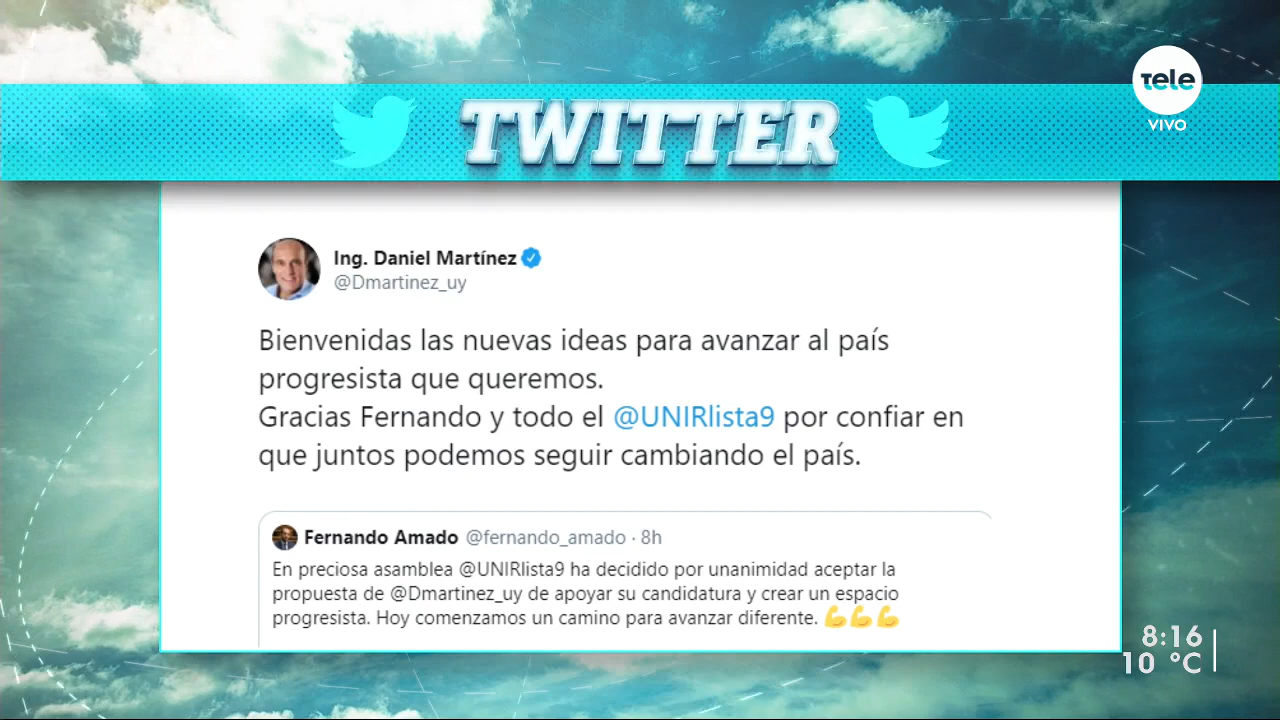 tele
VIVO
TWITTER
Ing. Daniel Martínez
@Dmartinez_uy
Bienvenidas las nuevas ideas para avanzar al país
progresista que queremos.
Gracias Fernando y todo el @UNIRlista9 por confiar en
que juntos podemos seguir cambiando el país.
Fernando Amado @fernando_amado · 8h
En preciosa asamblea @UNIRlista9 ha decidido por unanimidad aceptar la
propuesta de @Dmartinez_uy de apoyar su candidatura y crear un espacio
progresista. Hoy comenzamos un camino para avanzar diferente. 💪💪💪
8:16
10 °C